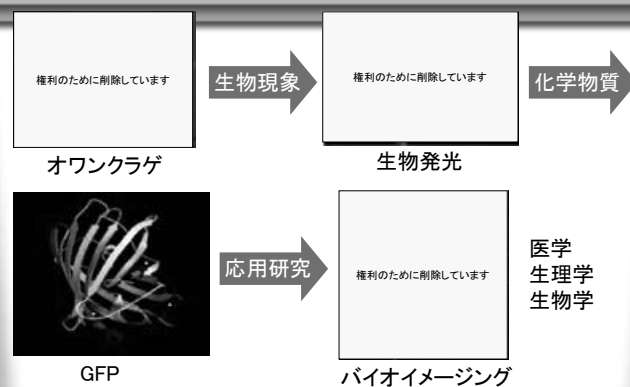 権利のために削除しています
生物現象
権利のために削除しています
化学物質
オワンクラゲ
生物発光
応用研究
権利のために削除しています
医学
生理学
生物学
GFP
バイオイメージング